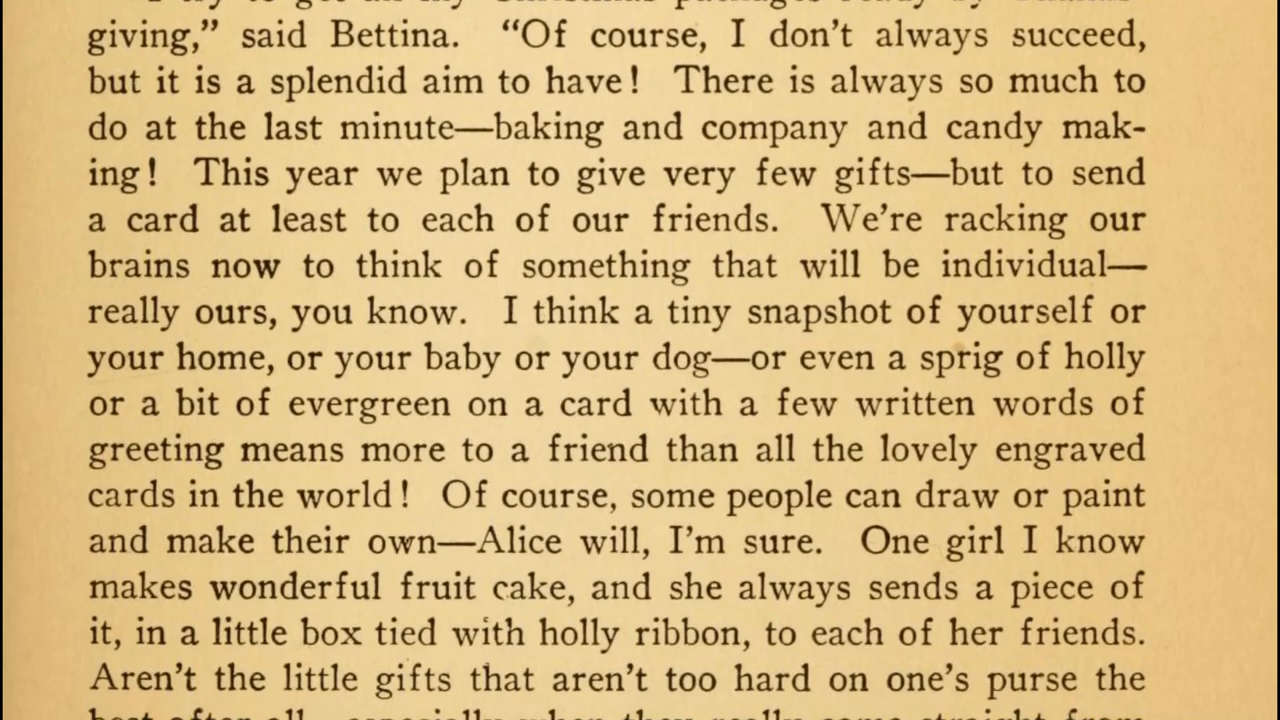 giving,” said Bettina. “Of course, I don’t always succeed,
but it is a splendid aim to have! There is always so much to
do at the last minute—baking and company and candy mak-
ing! This year we plan to give very few gifts—but to send
a card at least to each of our friends. We’re racking our
brains now to think of something that will be individual—
really ours, you know. I think a tiny snapshot of yourself or
your home, or your baby or your dog—or even a sprig of holly
or a bit of evergreen on a card with a few written words of
greeting means more to a friend than all the lovely engraved
cards in the world! Of course, some people can draw or paint
and make their own—Alice will, I’m sure. One girl I know
makes wonderful fruit cake, and she always sends a piece of
it, in a little box tied with holly ribbon, to each of her friends.
Aren’t the little gifts that aren’t too hard on one’s purse the